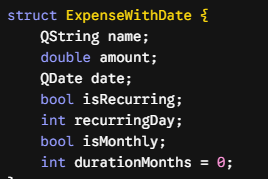 struct ExpenseWithDate {
QString name;
double amount;
QDate date;
bool isRecurring;
int recurringDay;
bool isMonthly;
int durationMonths = 0;